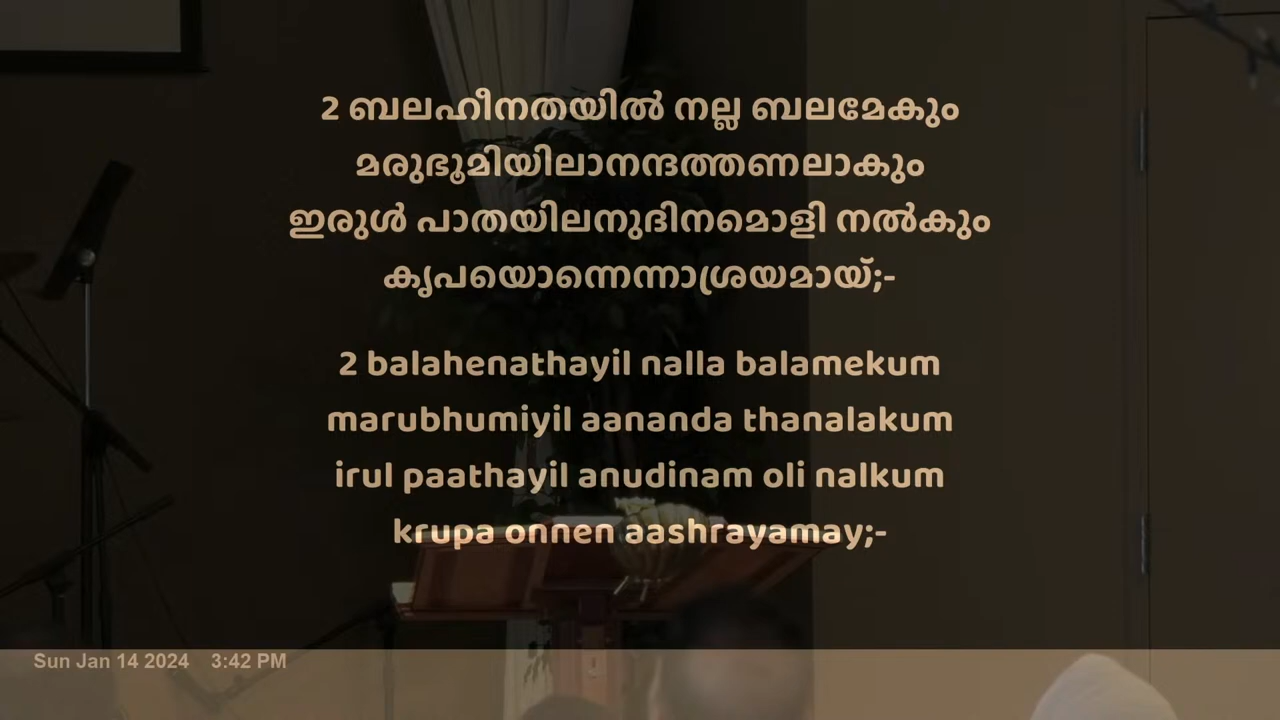 2 ബലഹീനതയിൽ നല്ല ബലമേകും
മരുഭൂമിയിലാനന്ദത്തണലാകും
ഇരുൾ പാതയിലനുദിനമൊളി നൽകും
കൃപയൊന്നെന്നാശ്രയമായ്;-
2 balahenathayil nalla balamekum
marubhumiyil aananda thanalakum
irul paathayil anudinam oli nalkum
krupa onnen aashrayamay;-
Sun Jan 14 2024 3:42 PM